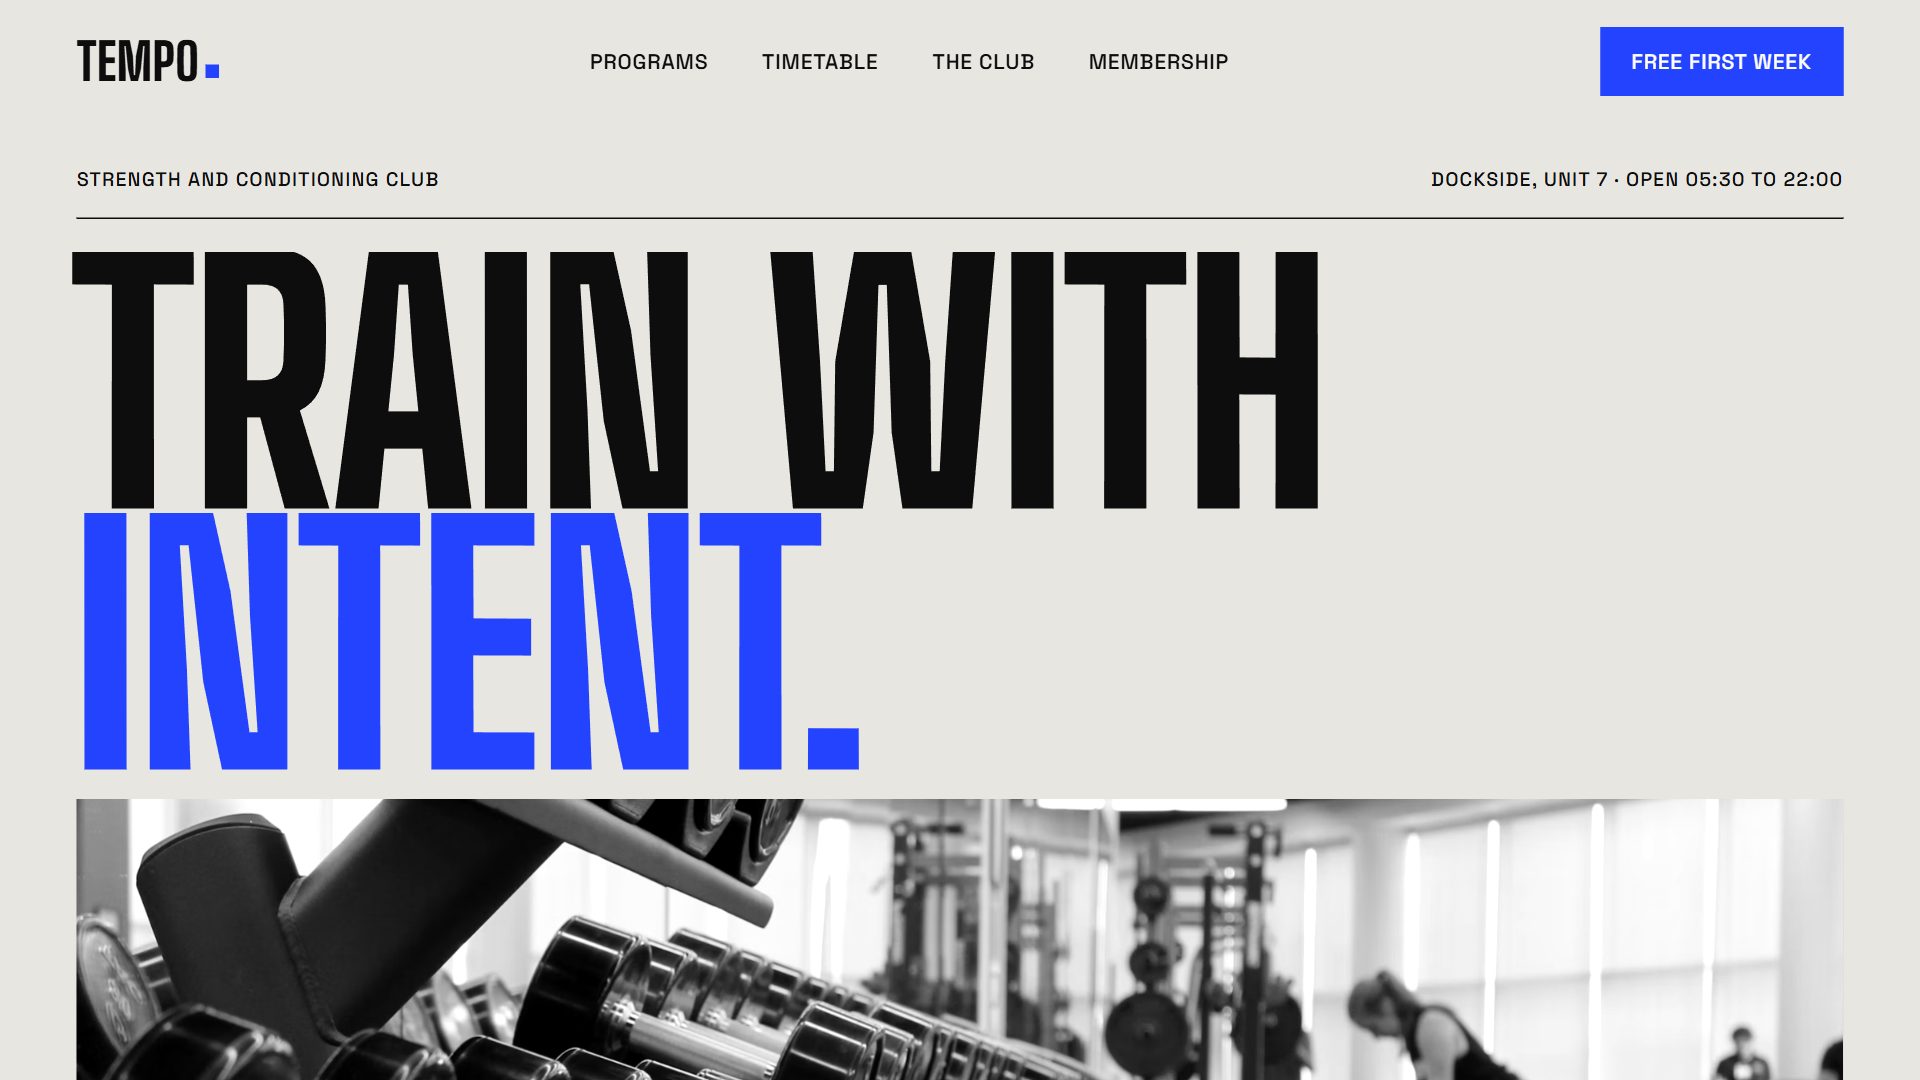 TEMPO.
PROGRAMS TIMETABLE THE CLUB MEMBERSHIP
FREE FIRST WEEK
STRENGTH AND CONDITIONING CLUB
DOCKSIDE, UNIT 7 · OPEN 05:30 TO 22:00
TRAIN WITH
INTENT.